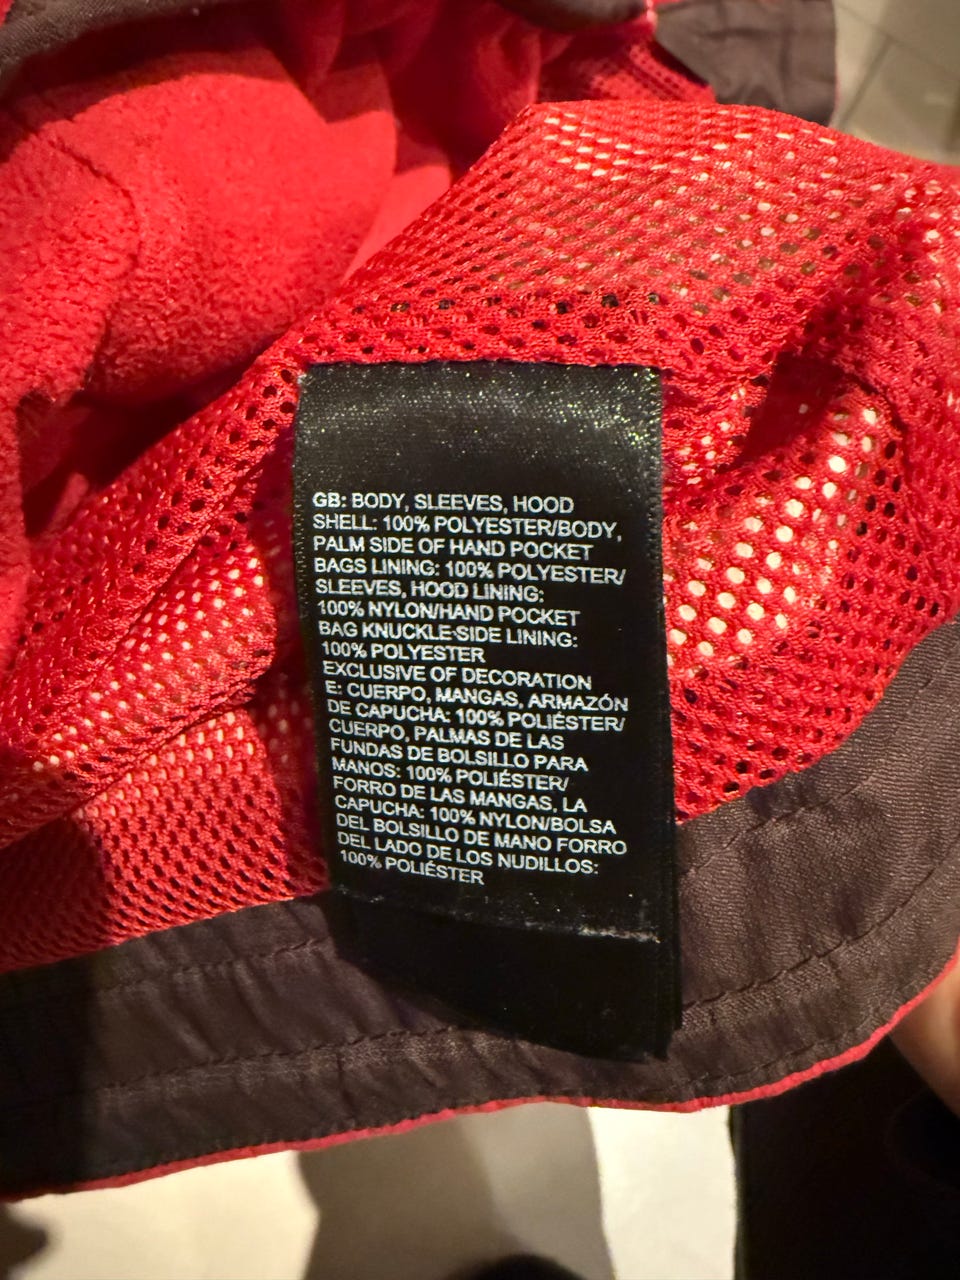 GB: BODY, SLEEVES, HOOD
SHELL: 100% POLYESTER/BODY,
PALM SIDE OF HAND POCKET
BAGS LINING: 100% POLYESTER/
SLEEVES, HOOD LINING:
100% NYLON/HAND POCKET
BAG KNUCKLE-SIDE LINING:
100% POLYESTER
EXCLUSIVE OF DECORATION
E: CUERPO, MANGAS, ARMAZÓN
DE CAPUCHA: 100% POLIÉSTER/
CUERPO, PALMAS DE LAS
FUNDAS DE BOLSILLO PARA
MANOS: 100% POLIÉSTER/
FORRO DE LAS MANGAS, LA
CAPUCHA: 100% NYLON/BOLSA
DEL BOLSILLO DE MANO FORRO
DEL LADO DE LOS NUDILLOS:
100% POLIÉSTER